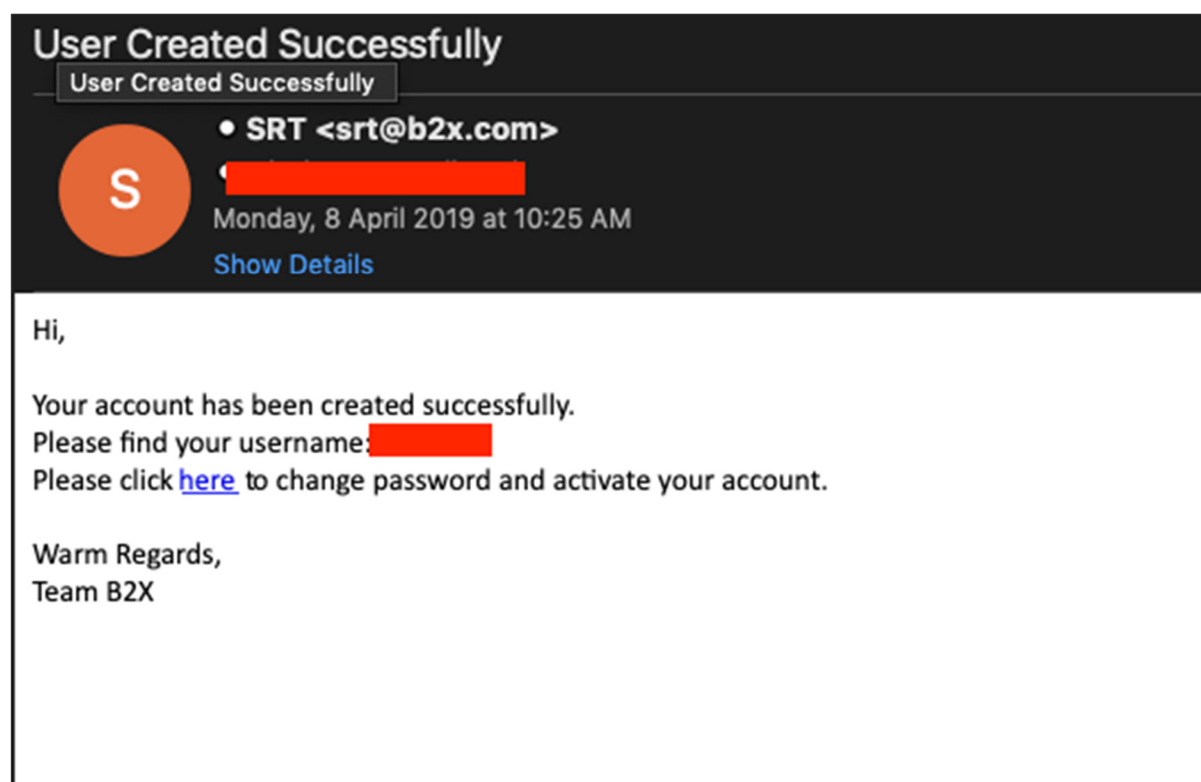 User Created Successfully
User Created Successfully
S
• SRT <srt@b2x.com>
Monday, 8 April 2019 at 10:25 AM
Show Details
Hi,
Your account has been created successfully.
Please find your username:
Please click here to change password and activate your account.
Warm Regards,
Team B2X